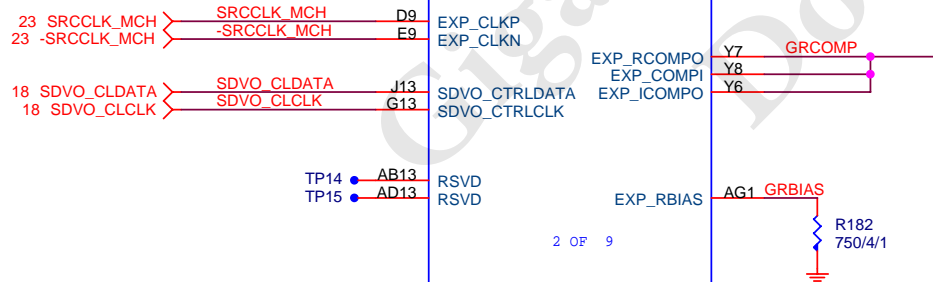 23 SRCCLK_MCH SRCCLK_MCH D9 EXP_CLKP
23 -SRCCLK_MCH -SRCCLK_MCH E9 EXP_CLKN
EXP_RCOMPO Y7 GRCOMP
EXP_COMPI Y8
EXP_ICOMPO Y6
18 SDVO_CLDATA SDVO_CLDATA J13 SDVO_CTRLDATA
18 SDVO_CLCLK SDVO_CLCLK G13 SDVO_CTRLCLK
TP14 AB13 RSVD
TP15 AD13 RSVD
EXP_RBIAS AG1 GRBIAS
R182
750/4/1
2 OF 9